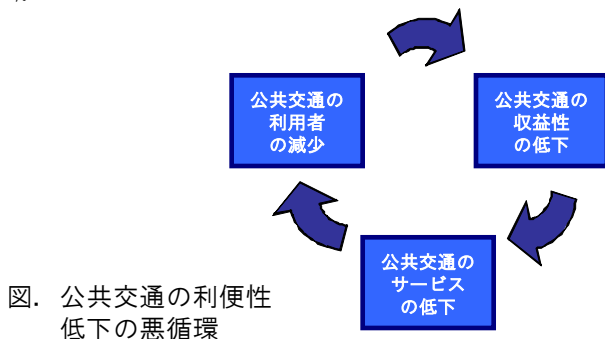 公共交通の
利用者
の減少
公共交通の
収益性
の低下
公共交通の
サービス
の低下
図．公共交通の利便性
低下の悪循環